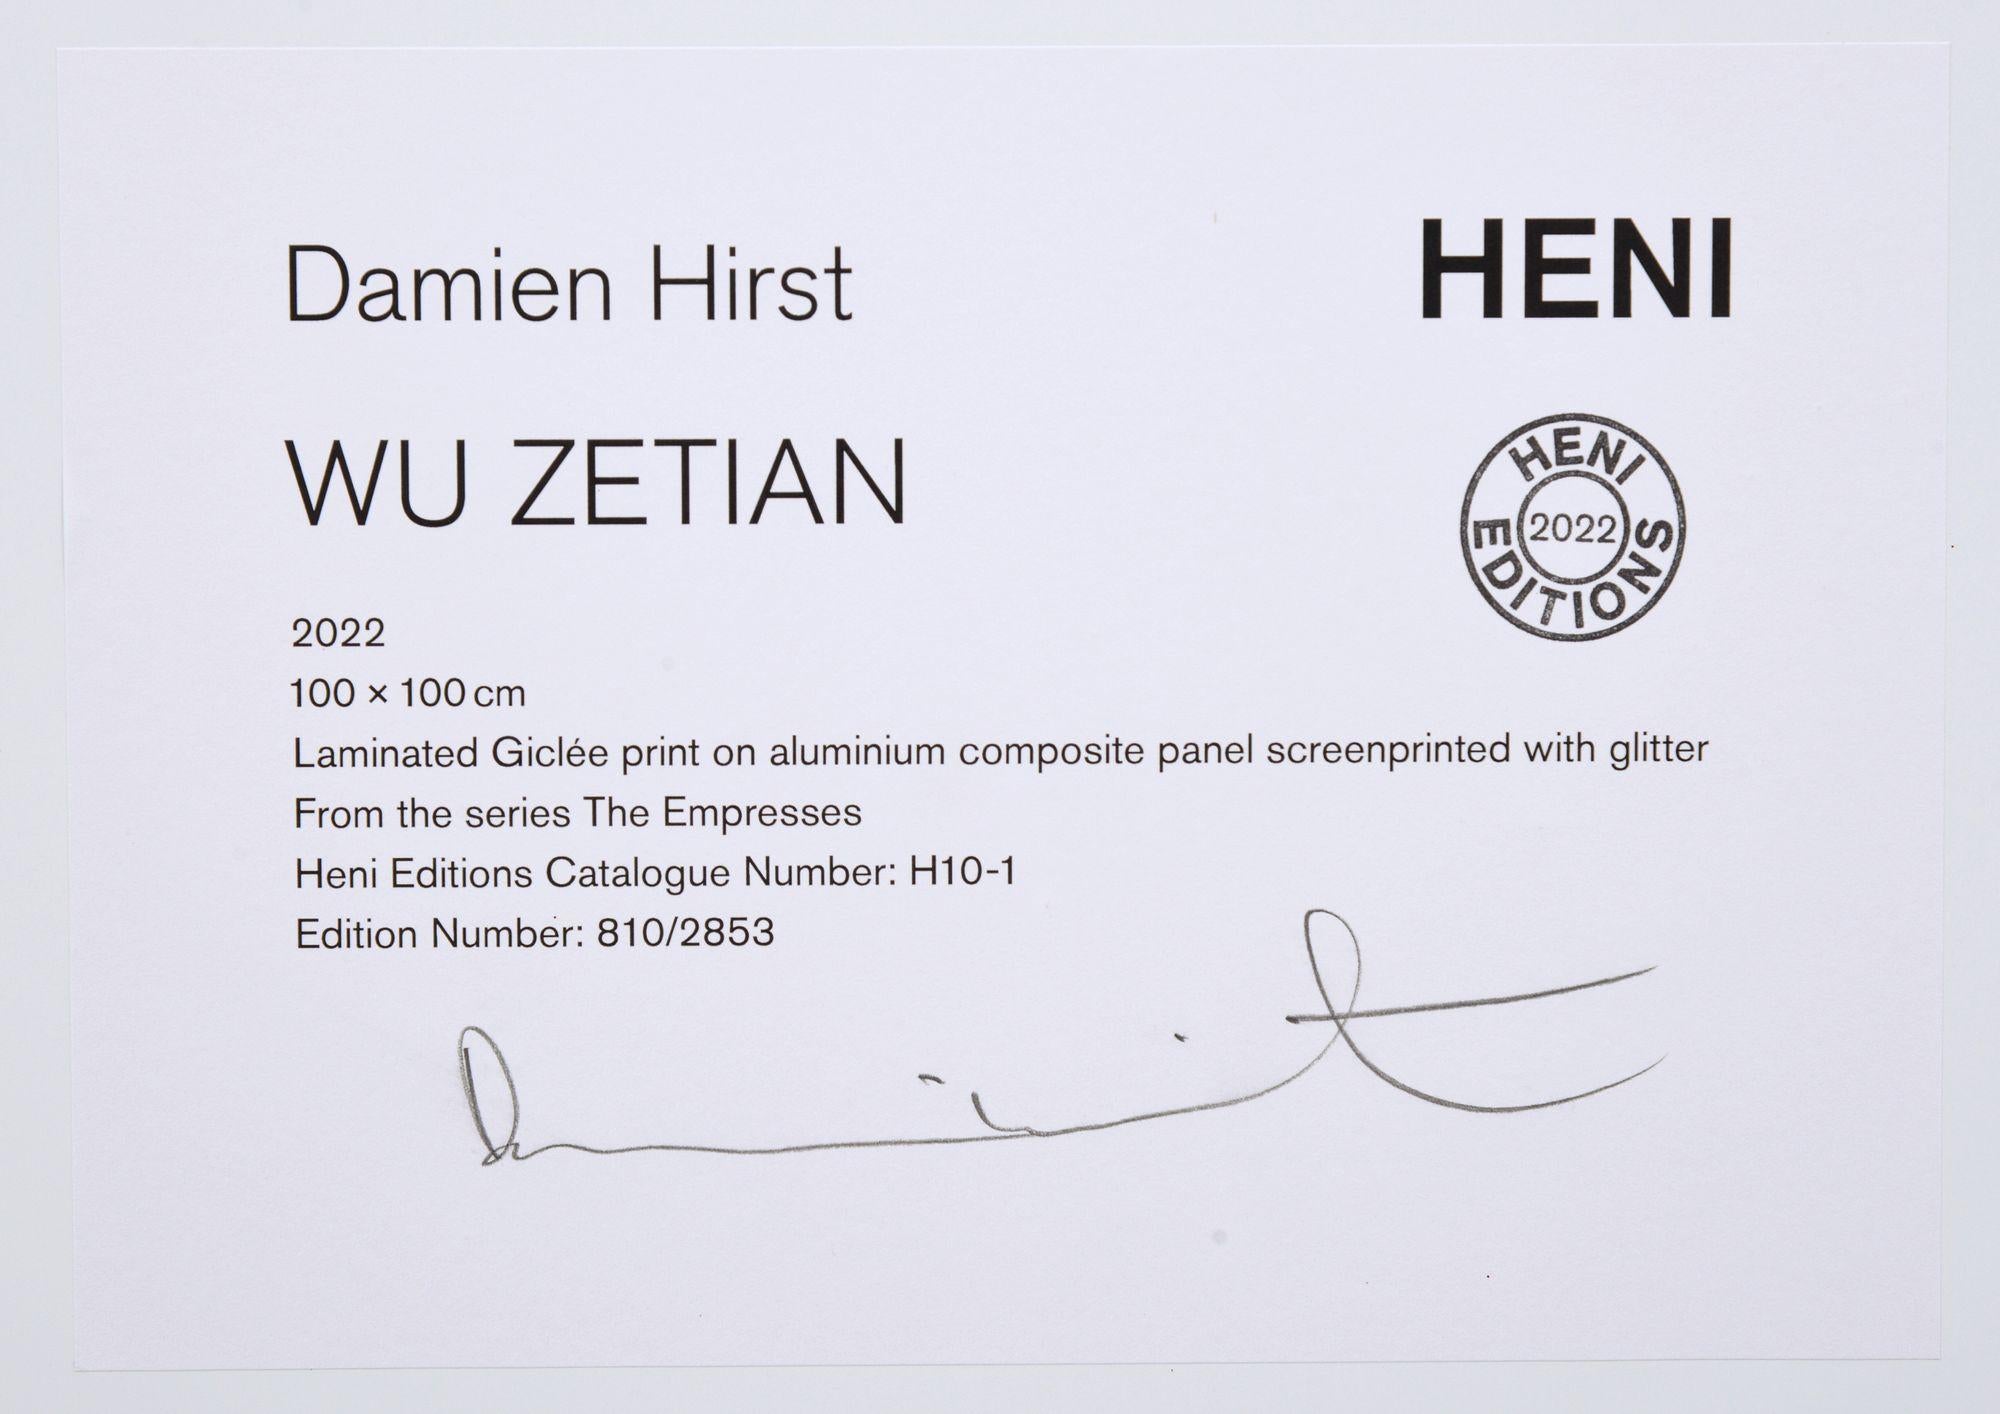 Damien Hirst
HENI
WU ZETIAN
HENI
2022
EDITIONS
2022
100 × 100 cm
Laminated Giclée print on aluminium composite panel screenprinted with glitter
From the series The Empresses
Heni Editions Catalogue Number: H10-1
Edition Number: 810/2853